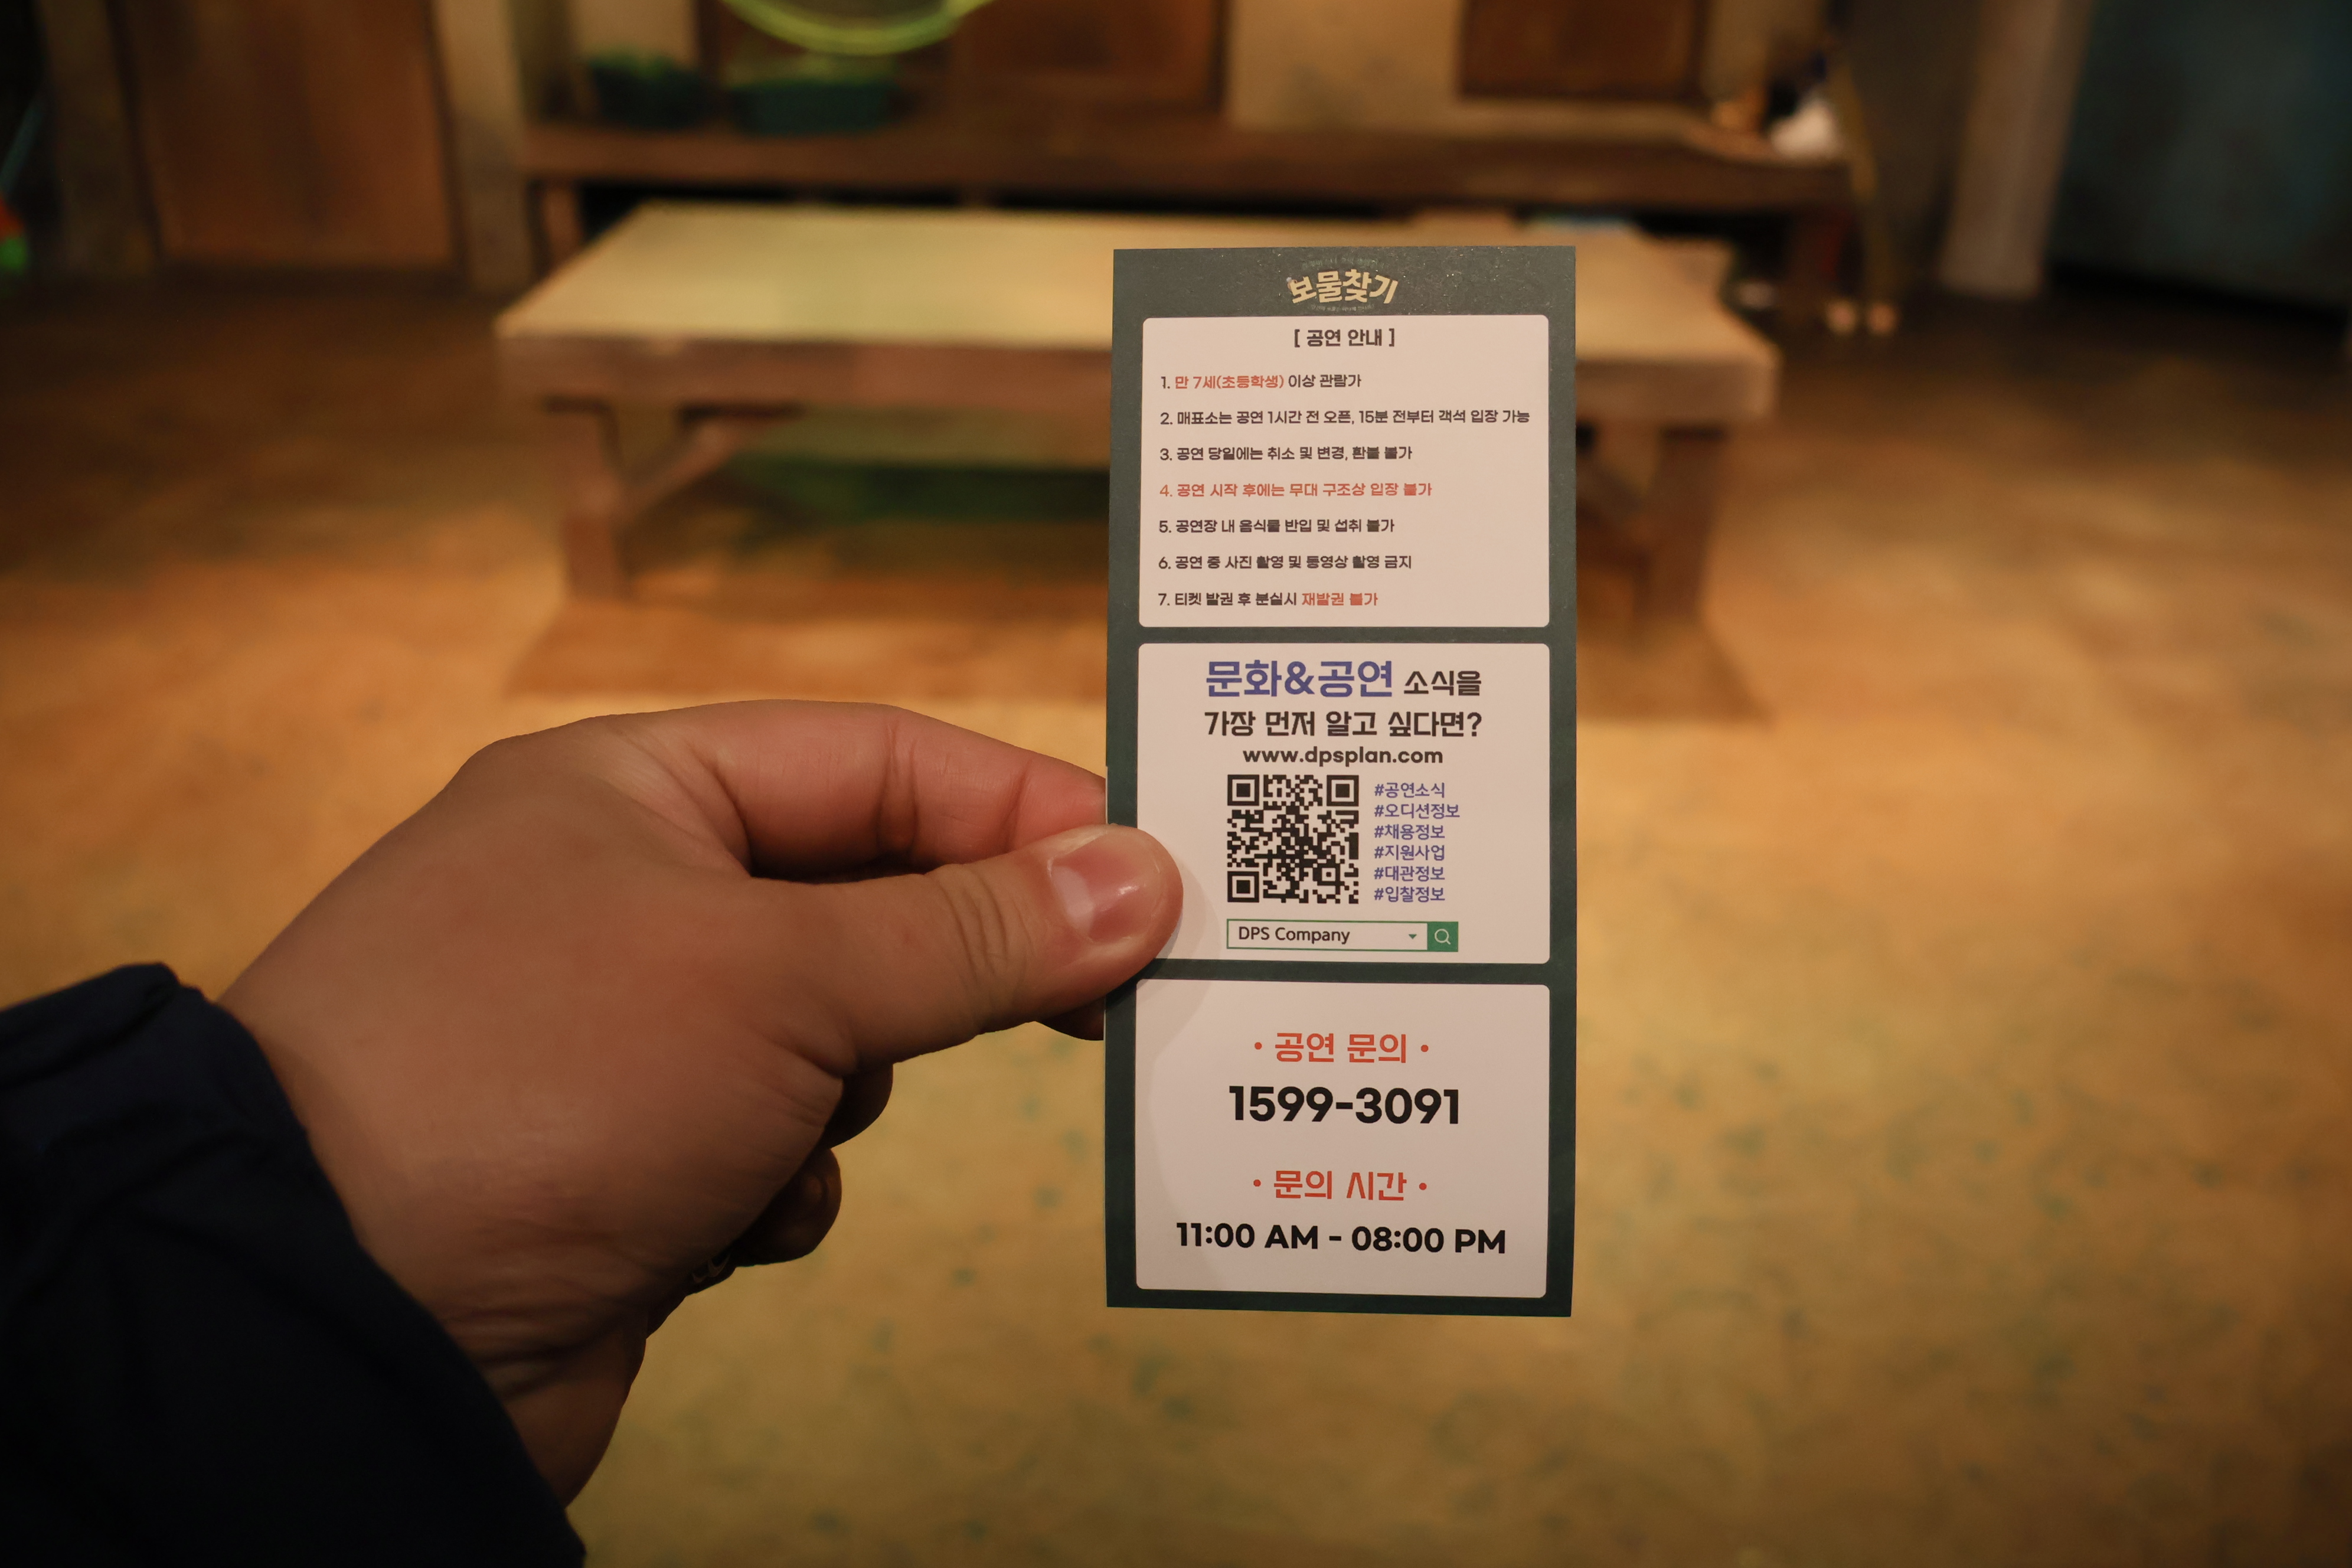 보물찾기
[ 공연 안내 ]
1. 만 7세(초등학생) 이상 관람가
2. 매표소는 공연 1시간 전 오픈, 15분 전부터 객석 입장 가능
3. 공연 당일에는 취소 및 변경, 환불 불가
4. 공연 시작 후에는 무대 구조상 입장 불가
5. 공연장 내 음식물 반입 및 섭취 불가
6. 공연 중 사진 촬영 및 동영상 촬영 금지
7. 티켓 발권 후 분실시 재발권 불가
문화&공연 소식을
가장 먼저 알고 싶다면?
www.dpsplan.com
#공연소식
#오디션정보
#채용정보
#지원사업
#대관정보
#입찰정보
DPS Company
• 공연 문의 •
1599-3091
• 문의 시간 •
11:00 AM - 08:00 PM